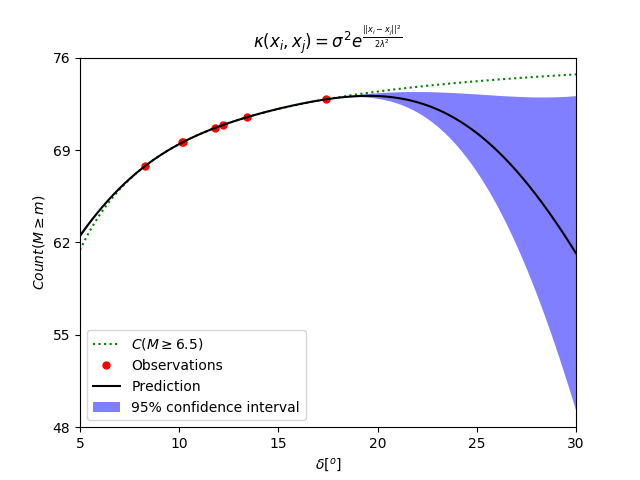 κ(x_i, x_j) = σ²e^{||x_i − x_j||² / 2λ²}
76
69
62
55
48
Count(M ≥ m)
C(M ≥ 6.5)
Observations
Prediction
95% confidence interval
5 10 15 20 25 30
δ[°]